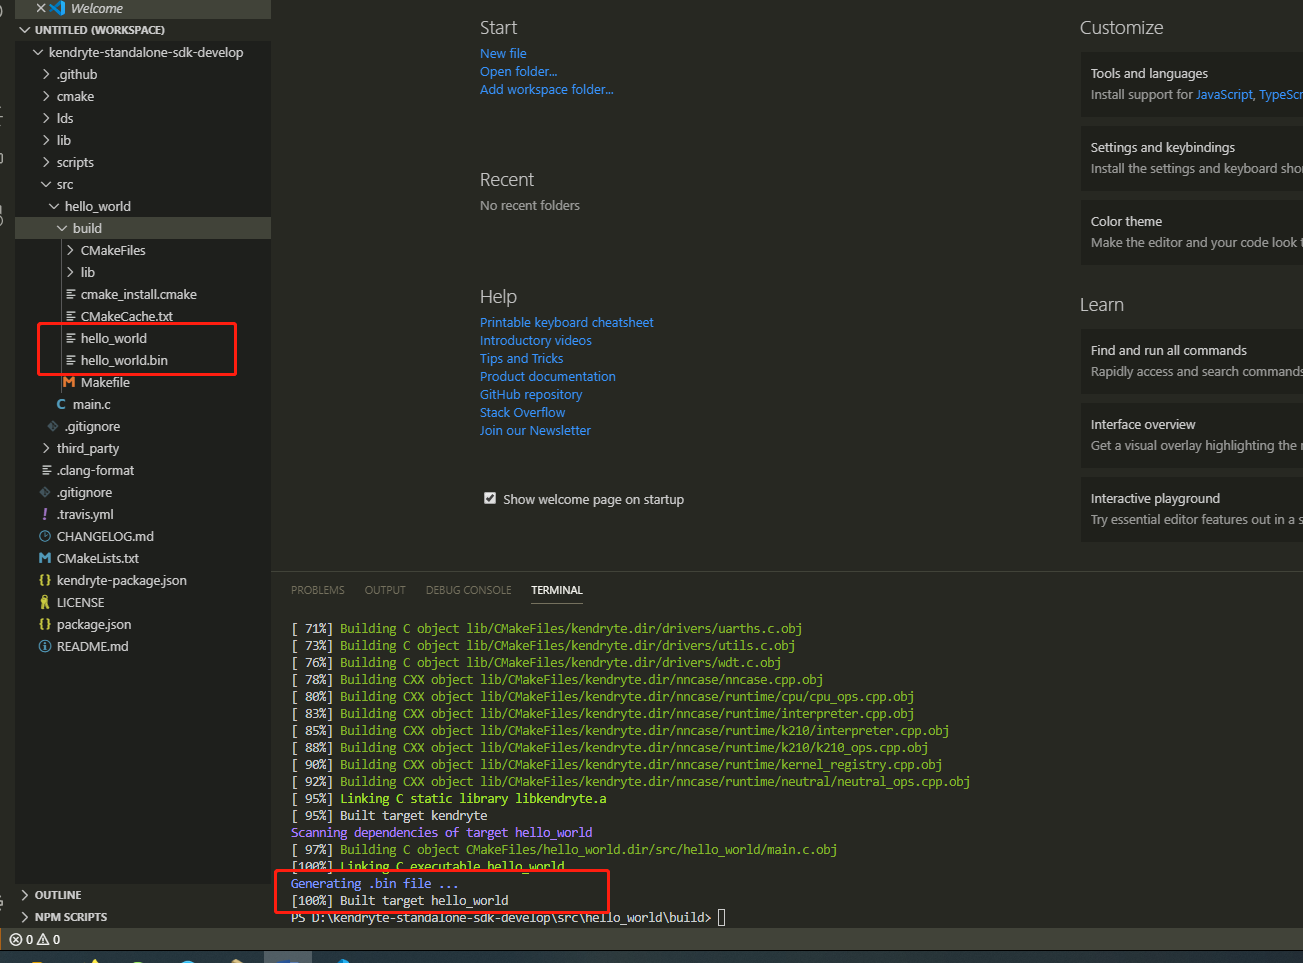 Welcome
UNTITLED (WORKSPACE)
kendryte-standalone-sdk-develop
.github
cmake
lds
lib
scripts
src
hello_world
build
CMakeFiles
lib
cmake_install.cmake
CMakeCache.txt
hello_world
hello_world.bin
Makefile
main.c
.gitignore
third_party
.clang-format
.gitignore
.travis.yml
CHANGELOG.md
CMakeLists.txt
kendryte-package.json
LICENSE
package.json
README.md
OUTLINE
NPM SCRIPTS
0 0
Start
New file
Open folder...
Add workspace folder...
Recent
No recent folders
Help
Printable keyboard cheatsheet
Introductory videos
Tips and Tricks
Product documentation
GitHub repository
Stack Overflow
Join our Newsletter
Show welcome page on startup
Customize
Tools and languages
Install support for JavaScript, TypeScr
Settings and keybindings
Install the settings and keyboard shor
Color theme
Make the editor and your code look t
Learn
Find and run all commands
Rapidly access and search commands
Interface overview
Get a visual overlay highlighting the
Interactive playground
Try essential editor features out in a s
PROBLEMS OUTPUT DEBUG CONSOLE TERMINAL
[ 71%] Building C object lib/CMakeFiles/kendryte.dir/drivers/uarths.c.obj
[ 73%] Building C object lib/CMakeFiles/kendryte.dir/drivers/utils.c.obj
[ 76%] Building C object lib/CMakeFiles/kendryte.dir/drivers/wdt.c.obj
[ 78%] Building CXX object lib/CMakeFiles/kendryte.dir/nncase/nncase.cpp.obj
[ 80%] Building CXX object lib/CMakeFiles/kendryte.dir/nncase/runtime/cpu/cpu_ops.cpp.obj
[ 83%] Building CXX object lib/CMakeFiles/kendryte.dir/nncase/runtime/interpreter.cpp.obj
[ 85%] Building CXX object lib/CMakeFiles/kendryte.dir/nncase/runtime/k210/interpreter.cpp.obj
[ 88%] Building CXX object lib/CMakeFiles/kendryte.dir/nncase/runtime/k210/k210_ops.cpp.obj
[ 90%] Building CXX object lib/CMakeFiles/kendryte.dir/nncase/runtime/kernel_registry.cpp.obj
[ 92%] Building CXX object lib/CMakeFiles/kendryte.dir/nncase/runtime/neutral/neutral_ops.cpp.obj
[ 95%] Linking C static library libkendryte.a
[ 95%] Built target kendryte
Scanning dependencies of target hello_world
[ 97%] Building C object CMakeFiles/hello_world.dir/src/hello_world/main.c.obj
[100%] Linking C executable hello_world
Generating .bin file ...
[100%] Built target hello_world
PS D:\kendryte-standalone-sdk-develop\src\hello_world\build>